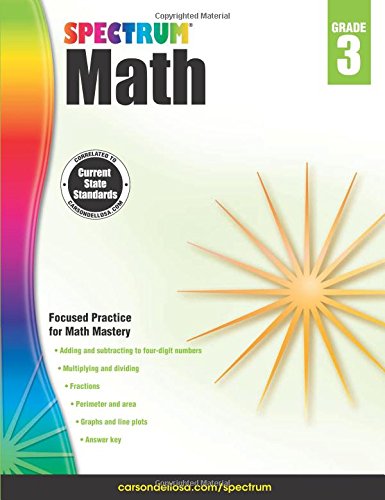 Copyrighted Material
SPECTRUM®
Math
GRADE
3
CORRELATED TO
Current
State
Standards
CARSONDELLOSA.COM
Focused Practice
for Math Mastery
• Adding and subtracting to four-digit numbers
• Multiplying and dividing
• Fractions
• Perimeter and area
• Graphs and line plots
• Answer key
carsondellosa.com/spectrum
Copyrighted Material